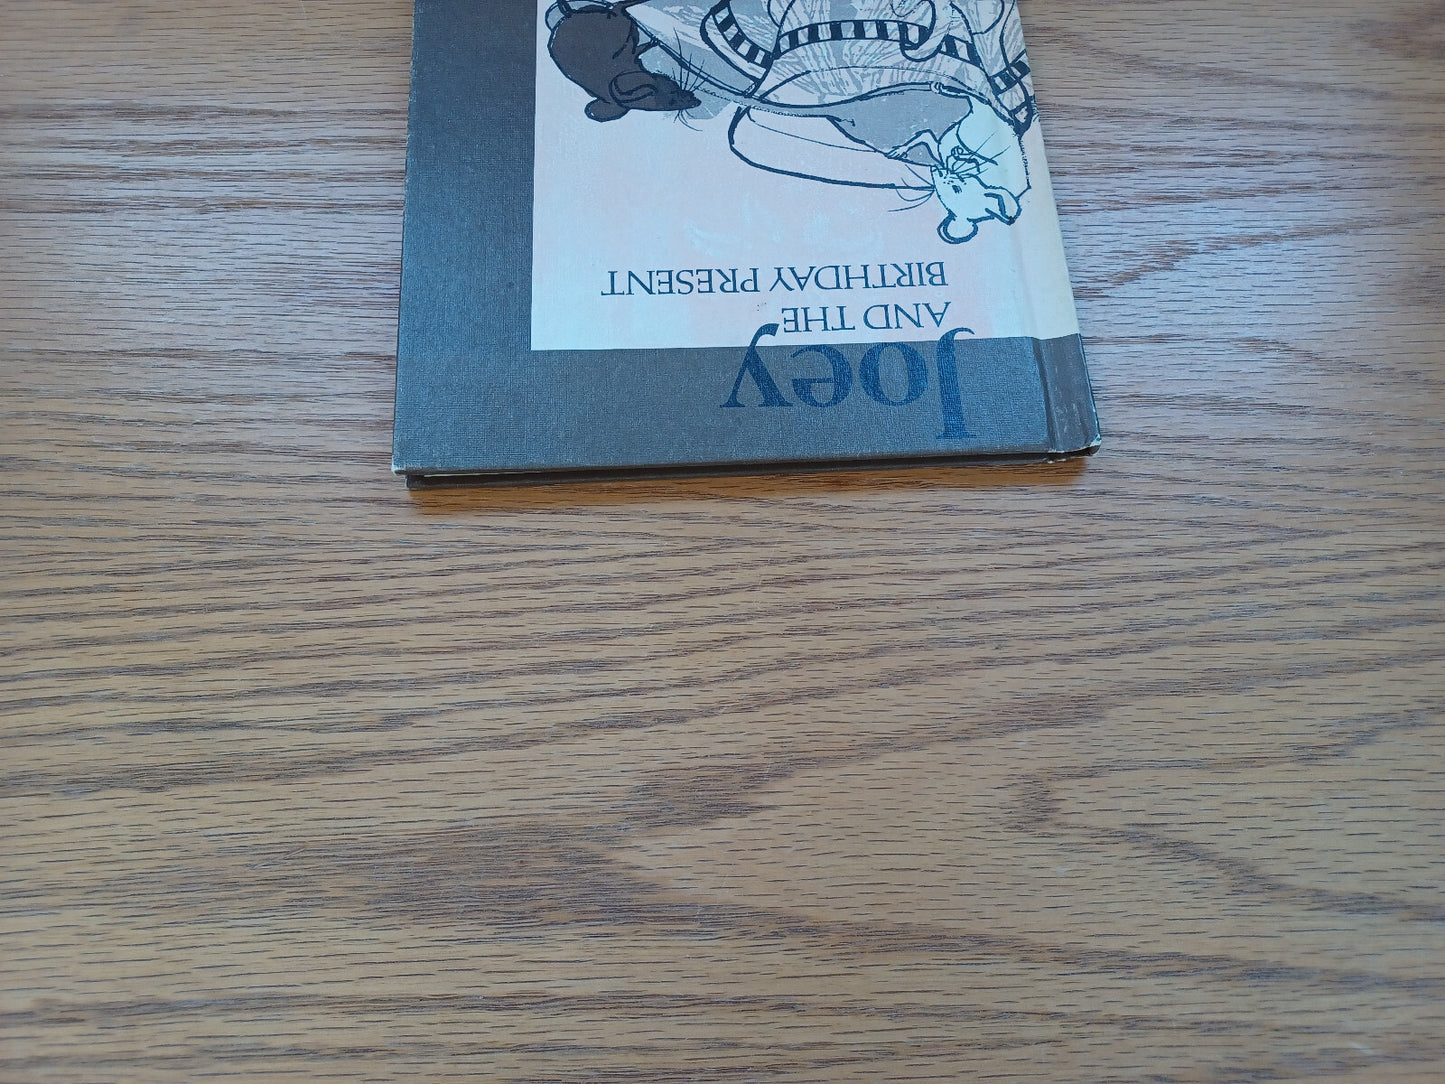 Joey
AND THE
BIRTHDAY PRESENT